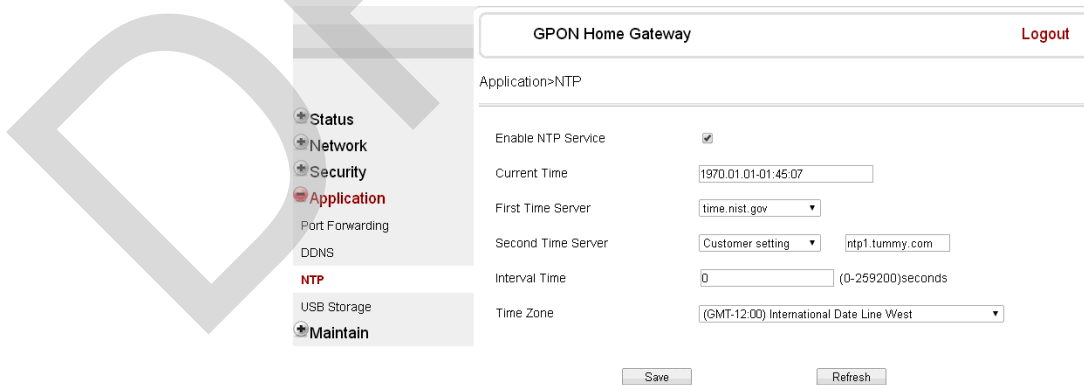 GPON Home Gateway
Logout
Application>NTP
Status
Network
Security
Application
Port Forwarding
DDNS
NTP
USB Storage
Maintain
Enable NTP Service
Current Time 1970.01.01-01:45:07
First Time Server time.nist.gov
Second Time Server Customer setting ntp1.tummy.com
Interval Time 0 (0-259200)seconds
Time Zone (GMT-12:00) International Date Line West
Save Refresh